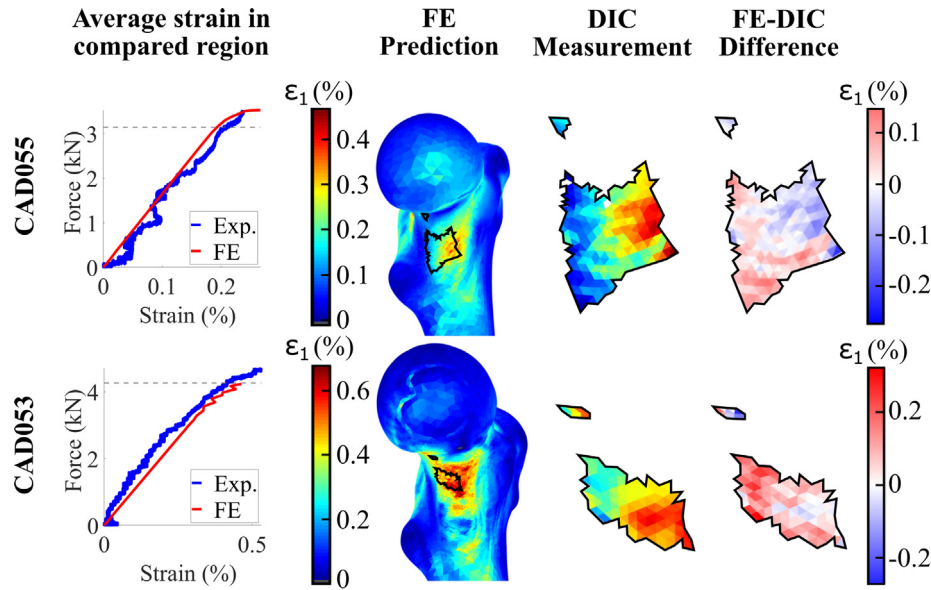 Average strain in
compared region
FE
Prediction
DIC
Measurement
FE-DIC
Difference
CAD055
Force (kN)
3
2
1
0
Exp.
FE
0
0.1
0.2
Strain (%)
ε₁(%)
0.4
0.3
0.2
0.1
0
ε₁(%)
0.1
0
-0.1
-0.2
CAD053
Force (kN)
4
2
0
Exp.
FE
0
0.5
Strain (%)
ε₁(%)
0.6
0.4
0.2
0
ε₁(%)
0.2
0
-0.2